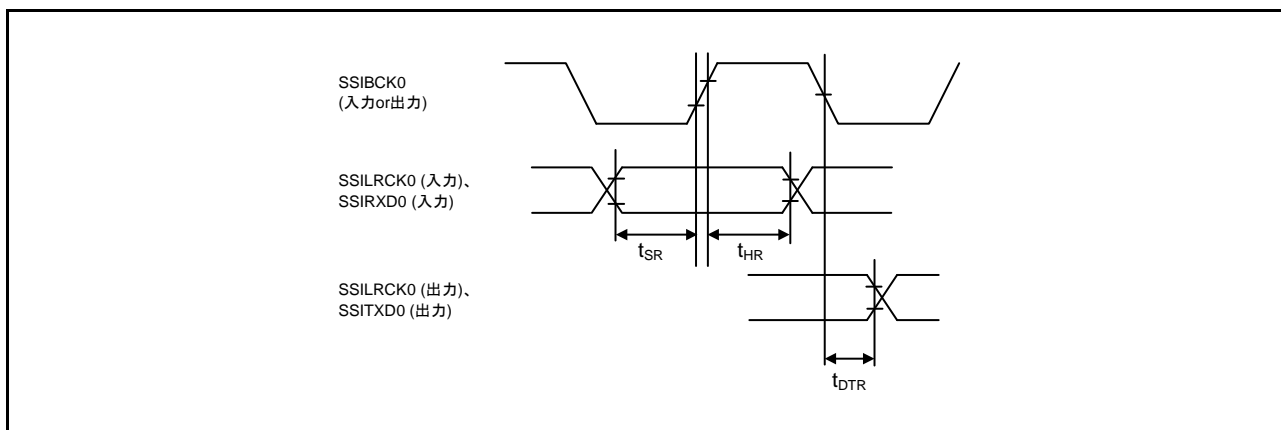 SSIBCK0
(入力or出力)
SSILRCK0 (入力)、
SSIRXD0 (入力)
tSR
tHR
SSILRCK0 (出力)、
SSITXD0 (出力)
tDTR